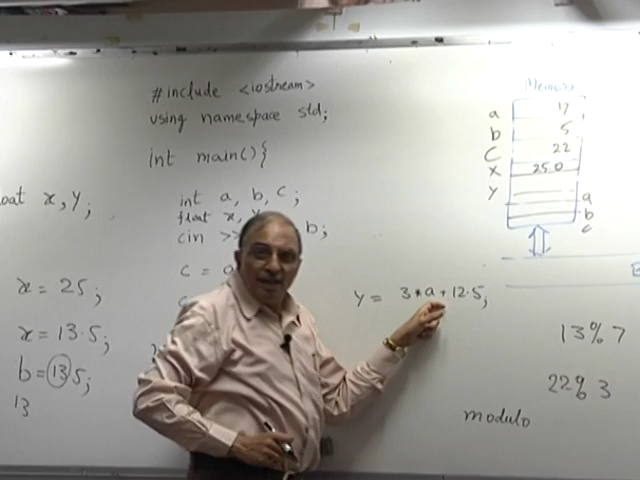 #include <iostream>
using namespace std;
int main(){
int a, b, c;
float x,
cin >> b;
c =
float x, y;
x = 25;
x = 13.5;
b = 13.5;
13
y = 3 * a + 12.5;
Memory
a 17
b 5
c 22
x 25.0
y
a
b
c
13 % 7
22 % 3
modulo